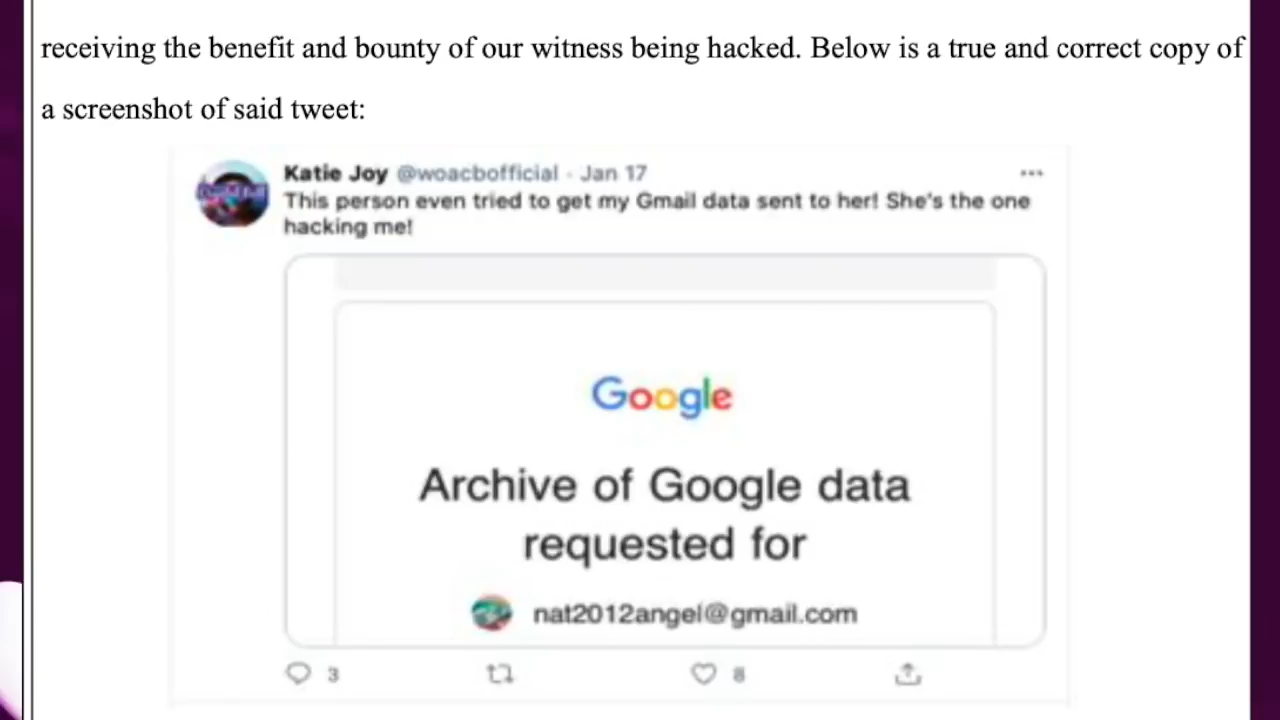 receiving the benefit and bounty of our witness being hacked. Below is a true and correct copy of
a screenshot of said tweet:
Katie Joy @woacbofficial · Jan 17 ...
This person even tried to get my Gmail data sent to her! She's the one
hacking me!
Google
Archive of Google data
requested for
nat2012angel@gmail.com
3 8